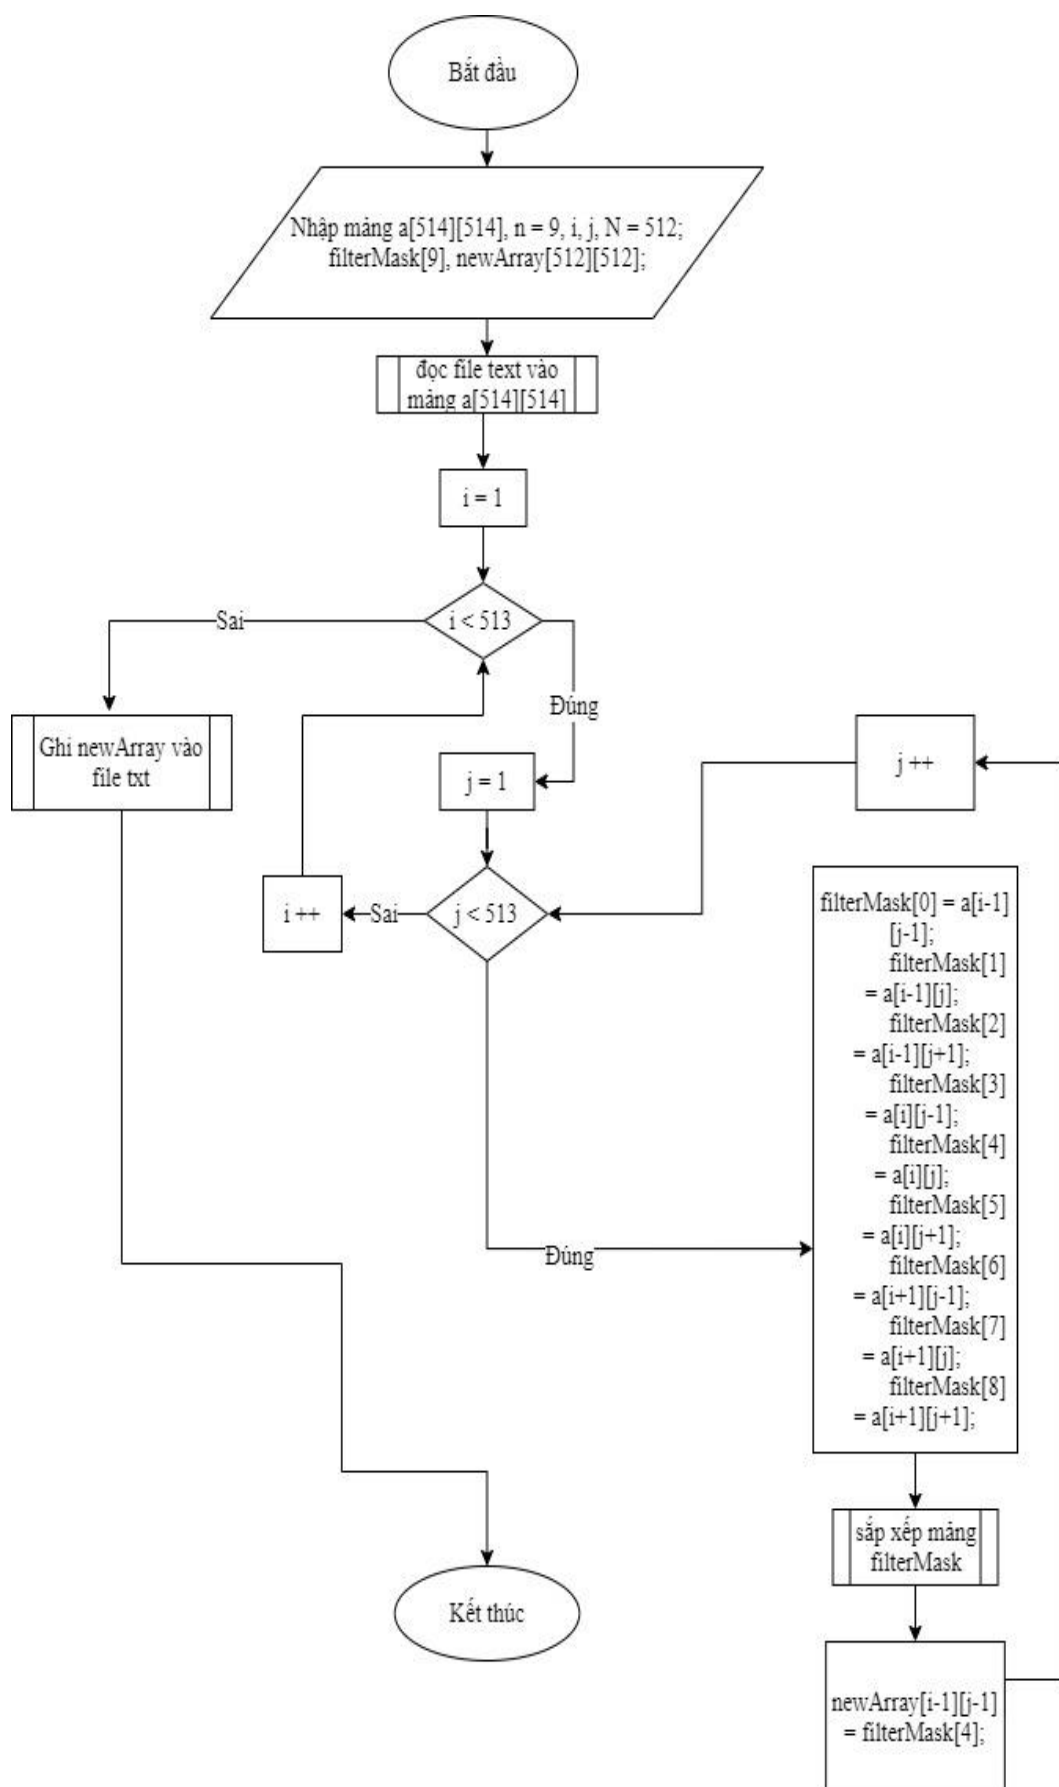 Bắt đầu
Nhập mảng a[514][514], n = 9, i, j, N = 512;
filterMask[9], newArray[512][512];
đọc file text vào
mảng a[514][514]
i = 1
i < 513
Sai
Đúng
Ghi newArray vào
file txt
j = 1
j ++
i ++
Sai
j < 513
filterMask[0] = a[i-1]
[j-1];
filterMask[1]
= a[i-1][j];
filterMask[2]
= a[i-1][j+1];
filterMask[3]
= a[i][j-1];
filterMask[4]
= a[i][j];
filterMask[5]
= a[i][j+1];
filterMask[6]
= a[i+1][j-1];
filterMask[7]
= a[i+1][j];
filterMask[8]
= a[i+1][j+1];
Đúng
sắp xếp mảng
filterMask
Kết thúc
newArray[i-1][j-1]
= filterMask[4];